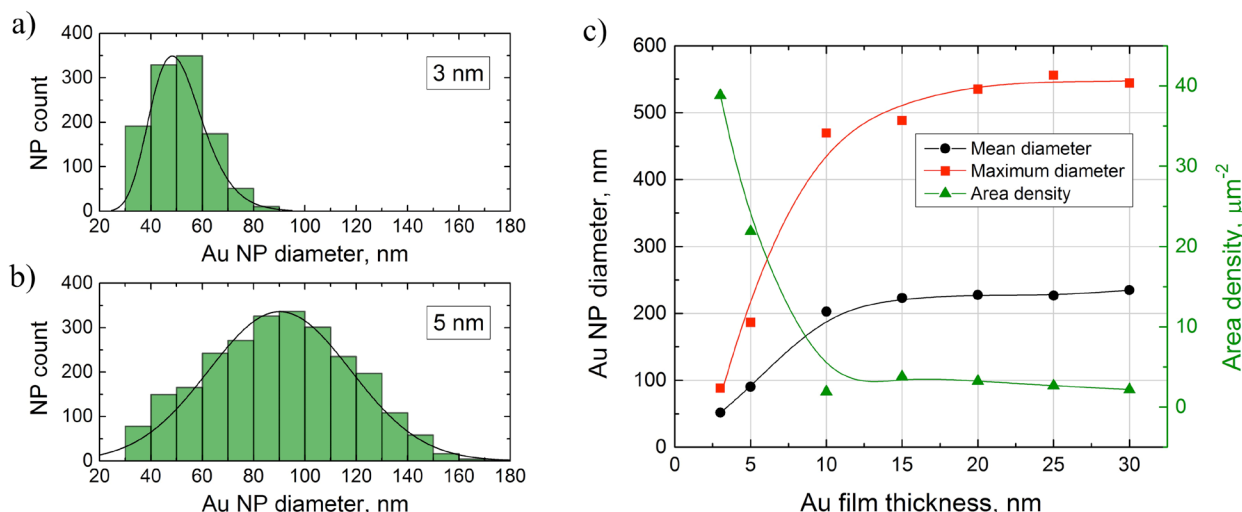 a)
400
300
200
100
0
NP count
3 nm
20 40 60 80 100 120 140 160 180
Au NP diameter, nm
b)
400
300
200
100
0
NP count
5 nm
20 40 60 80 100 120 140 160 180
Au NP diameter, nm
c)
600
500
400
300
200
100
0
Au NP diameter, nm
Mean diameter
Maximum diameter
Area density
40
30
20
10
0
Area density, μm⁻²
0 5 10 15 20 25 30
Au film thickness, nm